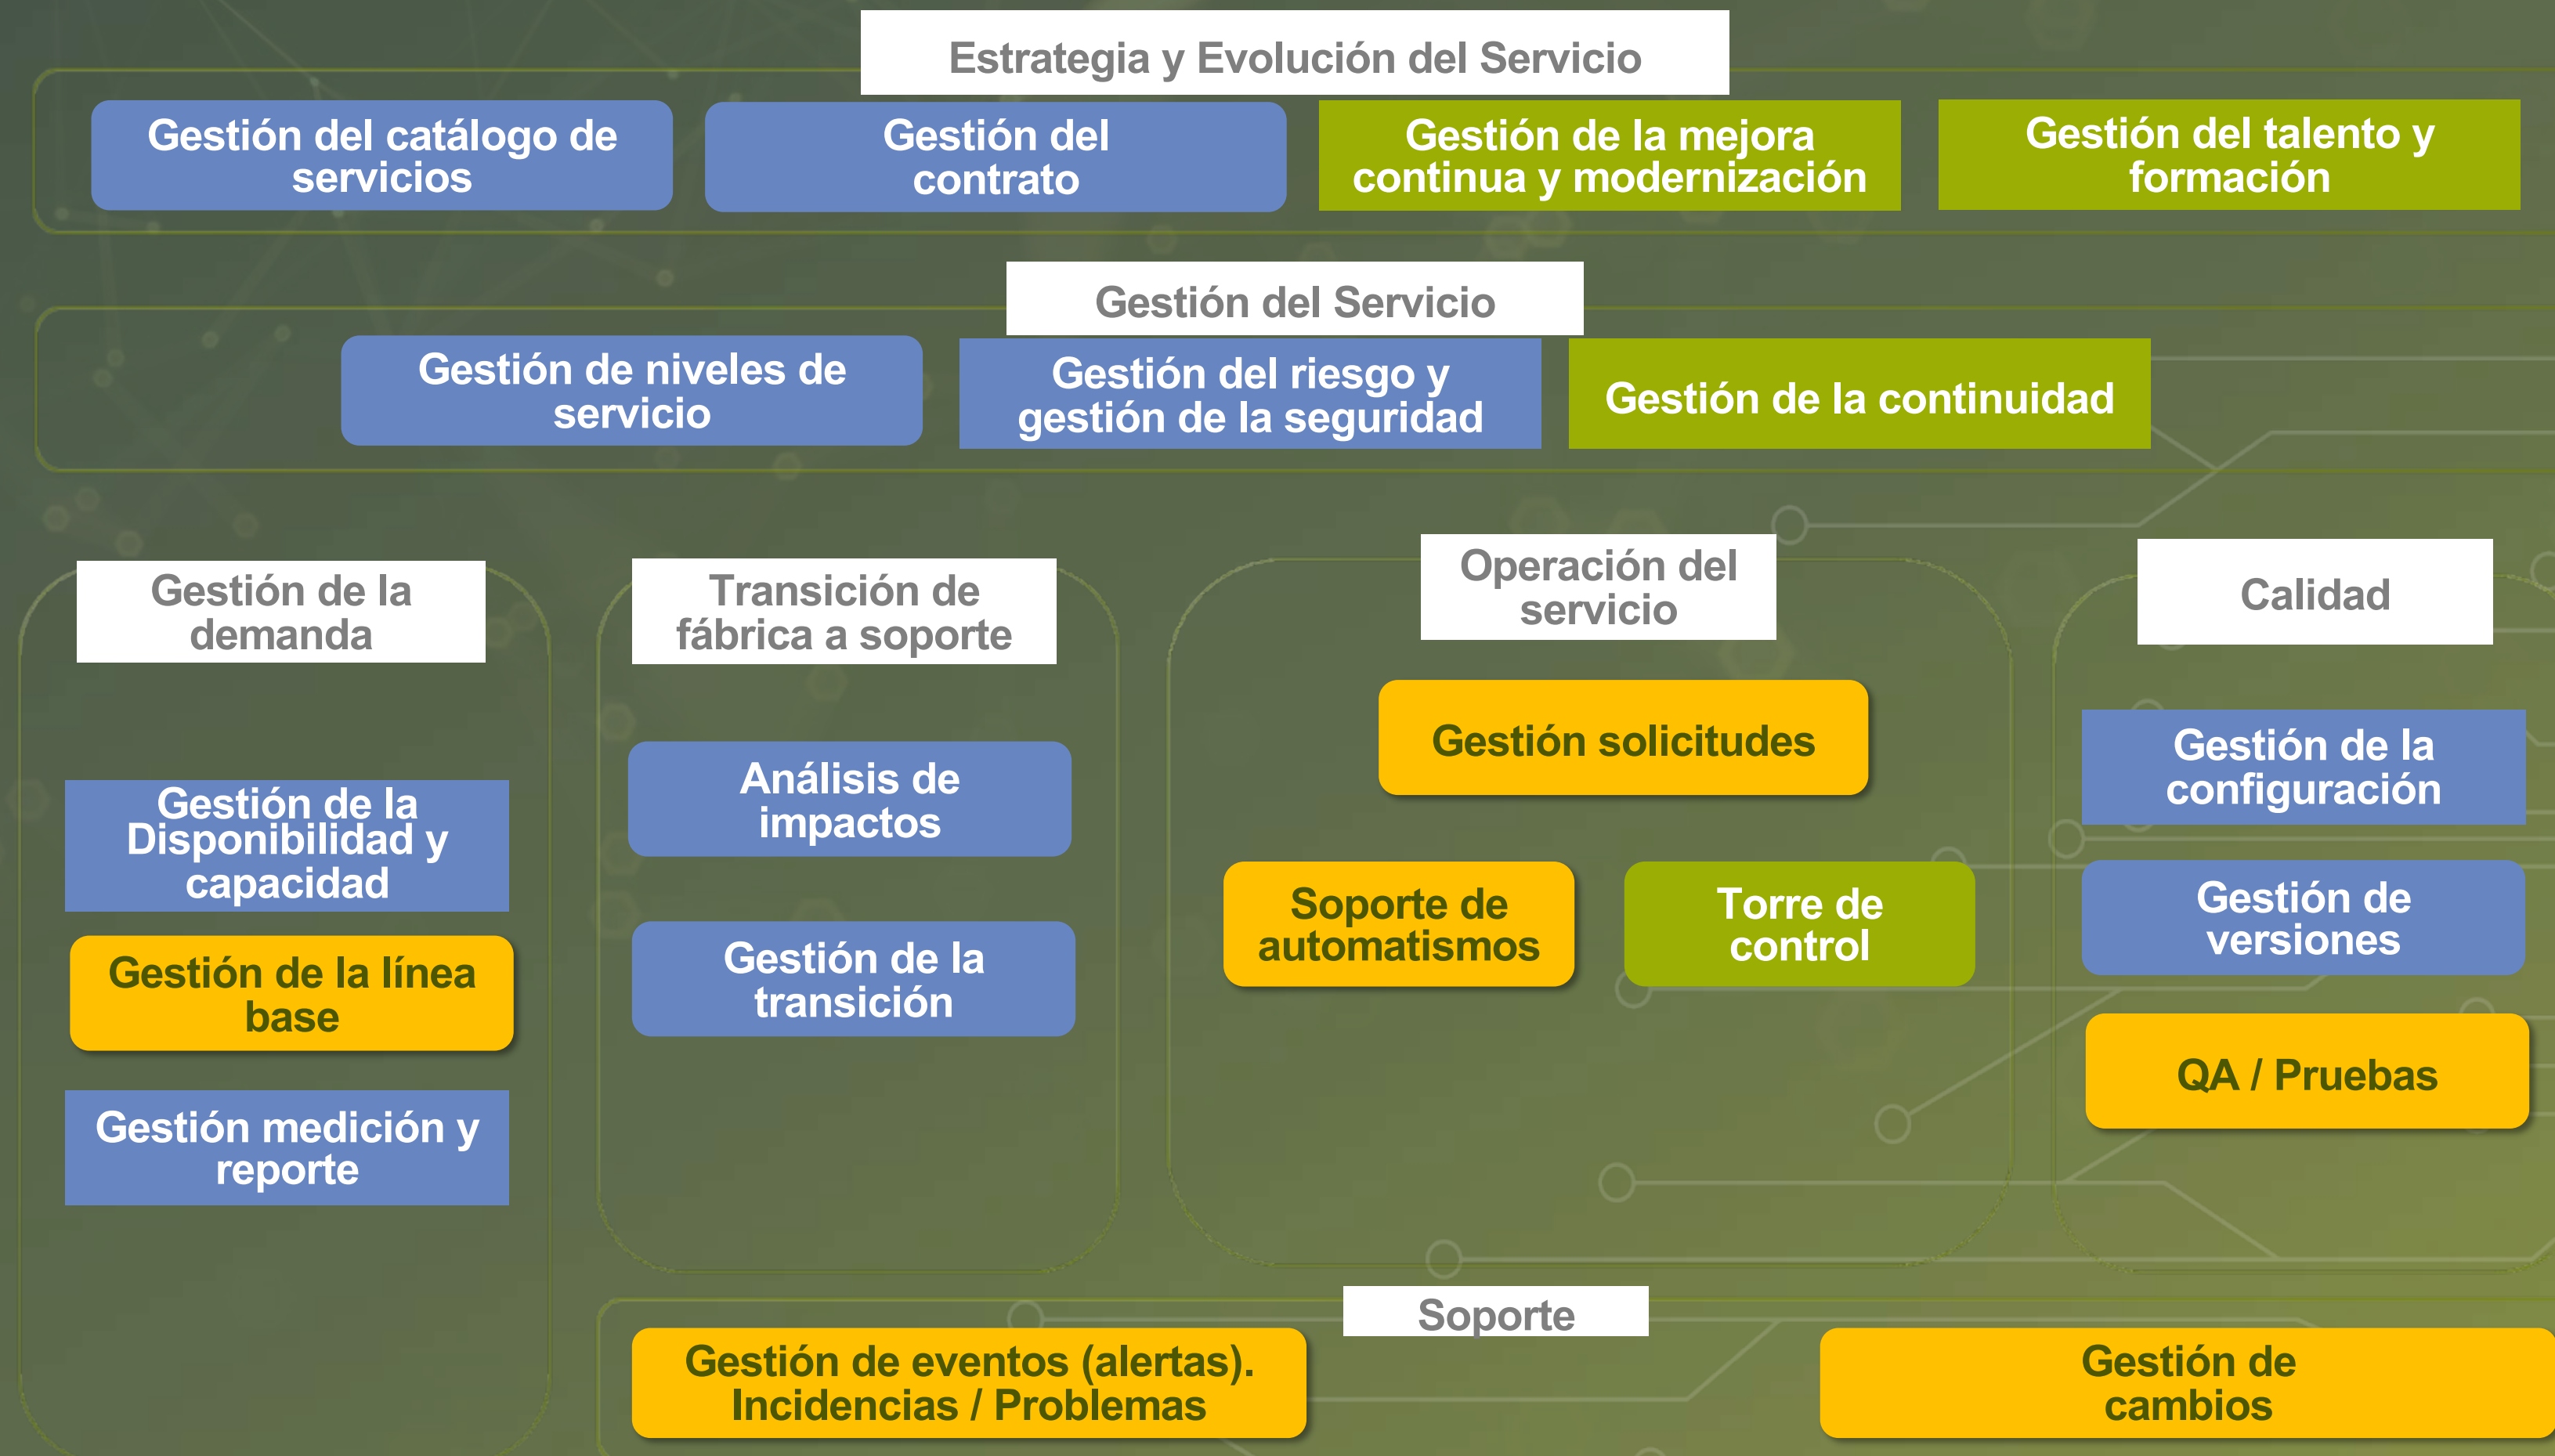 Estrategia y Evolución del Servicio
Gestión del catálogo de
servicios
Gestión del
contrato
Gestión de la mejora
continua y modernización
Gestión del talento y
formación
Gestión del Servicio
Gestión de niveles de
servicio
Gestión del riesgo y
gestión de la seguridad
Gestión de la continuidad
Gestión de la
demanda
Gestión de la
Disponibilidad y
capacidad
Gestión de la línea
base
Gestión medición y
reporte
Transición de
fábrica a soporte
Análisis de
impactos
Gestión de la
transición
Operación del
servicio
Gestión solicitudes
Soporte de
automatismos
Torre de
control
Calidad
Gestión de la
configuración
Gestión de
versiones
QA / Pruebas
Soporte
Gestión de eventos (alertas).
Incidencias / Problemas
Gestión de
cambios